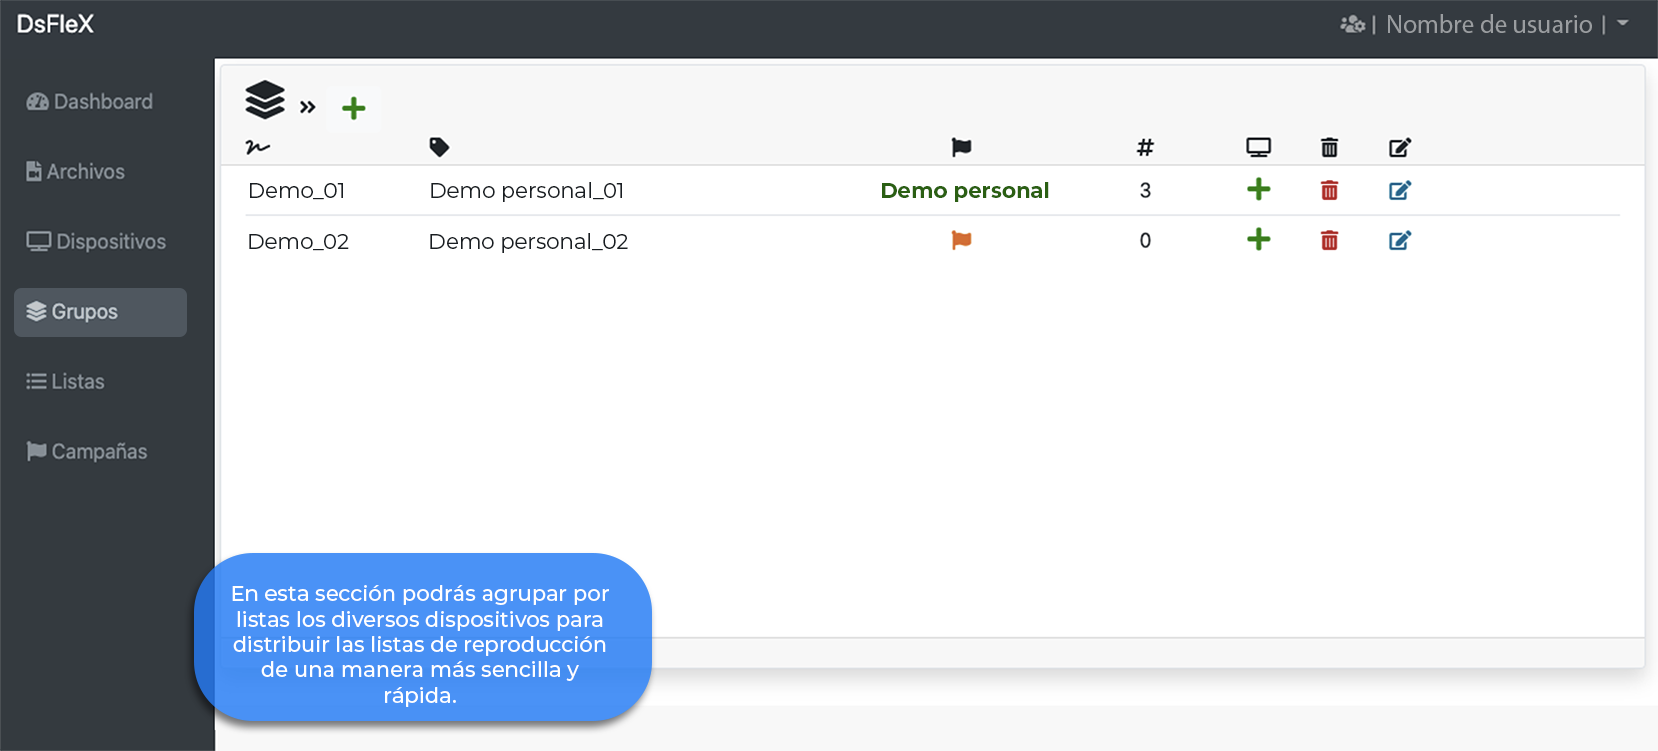 DsFleX
| Nombre de usuario |
Dashboard
Archivos
Dispositivos
Grupos
Listas
Campañas
»
#
Demo_01 Demo personal_01 Demo personal 3
Demo_02 Demo personal_02 0
En esta sección podrás agrupar por
listas los diversos dispositivos para
distribuir las listas de reproducción
de una manera más sencilla y
rápida.